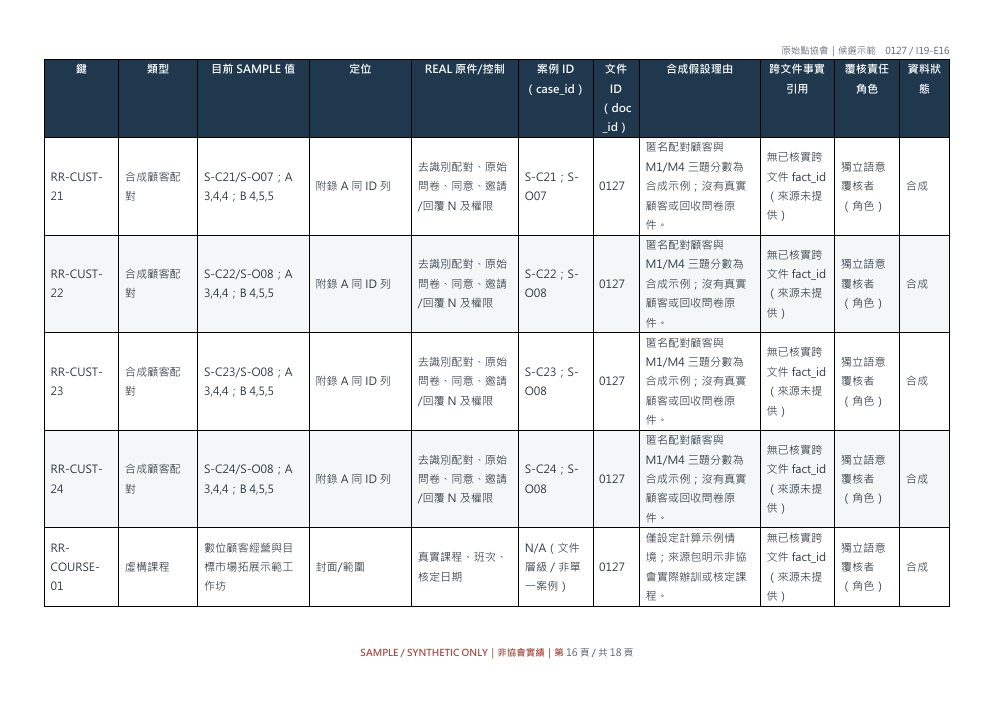 原始點協會｜候選示範　0127 / I19-E16
鍵
類型
目前 SAMPLE 值
定位
REAL 原件/控制
案例 ID
（case_id）
文件
ID
（doc
_id）
合成假設理由
跨文件事實
引用
覆核責任
角色
資料狀
態
RR-CUST-
21
合成顧客配
對
S-C21/S-O07；A
3,4,4；B 4,5,5
附錄 A 同 ID 列
去識別配對、原始
問卷、同意、邀請
/回覆 N 及權限
S-C21；S-
O07
0127
匿名配對顧客與
M1/M4 三題分數為
合成示例；沒有真實
顧客或回收問卷原
件。
無已核實跨
文件 fact_id
（來源未提
供）
獨立語意
覆核者
（角色）
合成
RR-CUST-
22
合成顧客配
對
S-C22/S-O08；A
3,4,4；B 4,5,5
附錄 A 同 ID 列
去識別配對、原始
問卷、同意、邀請
/回覆 N 及權限
S-C22；S-
O08
0127
匿名配對顧客與
M1/M4 三題分數為
合成示例；沒有真實
顧客或回收問卷原
件。
無已核實跨
文件 fact_id
（來源未提
供）
獨立語意
覆核者
（角色）
合成
RR-CUST-
23
合成顧客配
對
S-C23/S-O08；A
3,4,4；B 4,5,5
附錄 A 同 ID 列
去識別配對、原始
問卷、同意、邀請
/回覆 N 及權限
S-C23；S-
O08
0127
匿名配對顧客與
M1/M4 三題分數為
合成示例；沒有真實
顧客或回收問卷原
件。
無已核實跨
文件 fact_id
（來源未提
供）
獨立語意
覆核者
（角色）
合成
RR-CUST-
24
合成顧客配
對
S-C24/S-O08；A
3,4,4；B 4,5,5
附錄 A 同 ID 列
去識別配對、原始
問卷、同意、邀請
/回覆 N 及權限
S-C24；S-
O08
0127
匿名配對顧客與
M1/M4 三題分數為
合成示例；沒有真實
顧客或回收問卷原
件。
無已核實跨
文件 fact_id
（來源未提
供）
獨立語意
覆核者
（角色）
合成
RR-
COURSE-
01
虛構課程
數位顧客經營與目
標市場拓展示範工
作坊
封面/範圍
真實課程、班次、
核定日期
N/A（文件
層級／非單
一案例）
0127
僅設定計算示例情
境；來源包明示非協
會實際辦訓或核定課
程。
無已核實跨
文件 fact_id
（來源未提
供）
獨立語意
覆核者
（角色）
合成
SAMPLE / SYNTHETIC ONLY｜非協會實績｜第 16 頁 / 共 18 頁